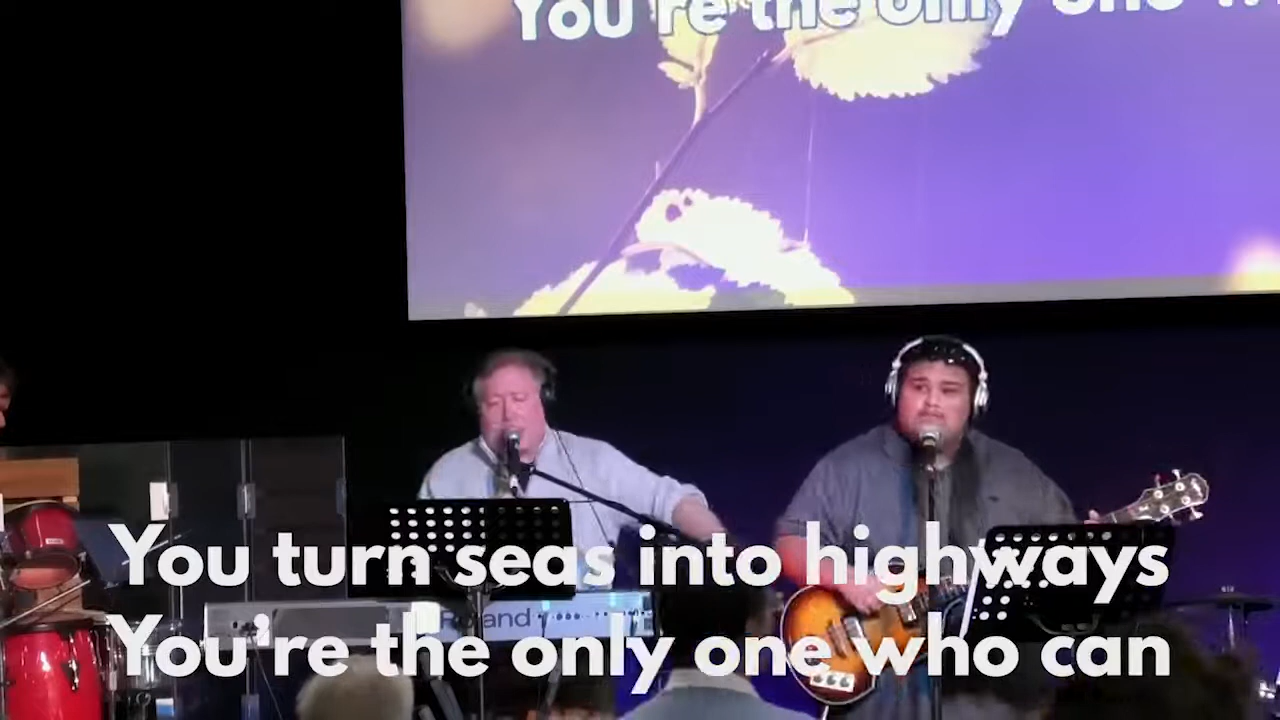 You're the only one
You turn seas into highways
Roland
You're the only one who can